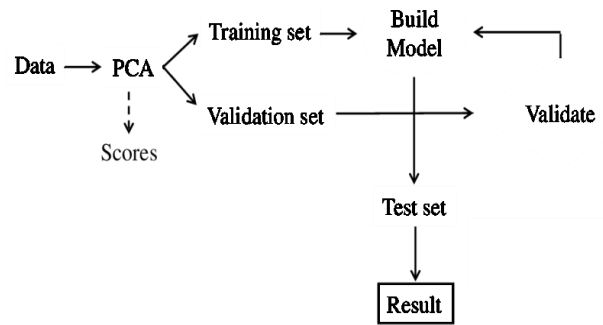 Data
PCA
Scores
Training set
Validation set
Build
Model
Validate
Test set
Result